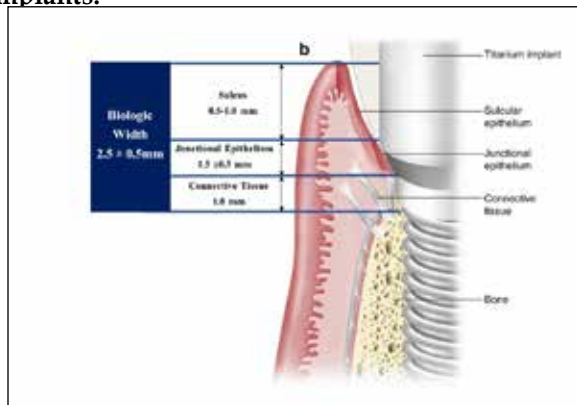 implants.
b
Biologic
Width
2.5 ± 0.5mm
Sulcus
0.5-1.0 mm
Junctional Epithelium
1.5 ±0.5 mm
Connective Tissue
1.0 mm
Titanium implant
Sulcular
epithelium
Junctional
epithelium
Connective
tissue
Bone